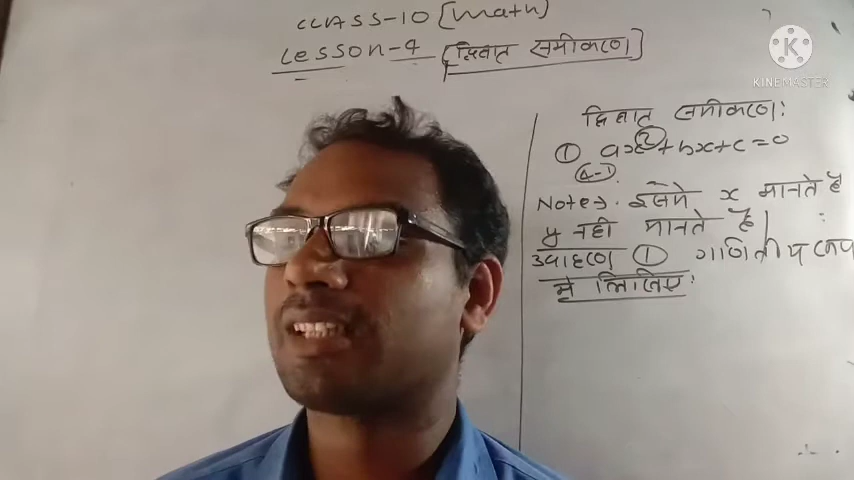 CLASS-10 [Math]
Lesson-4 [द्विघात समीकरण]
K
KINEMASTER
द्विघात समीकरण:
① ax²+bx+c=0
Note→. इसमे x मानते है
y नही मानते है|
उदाहरण ① गणितीय रूप
मे लिखिए: